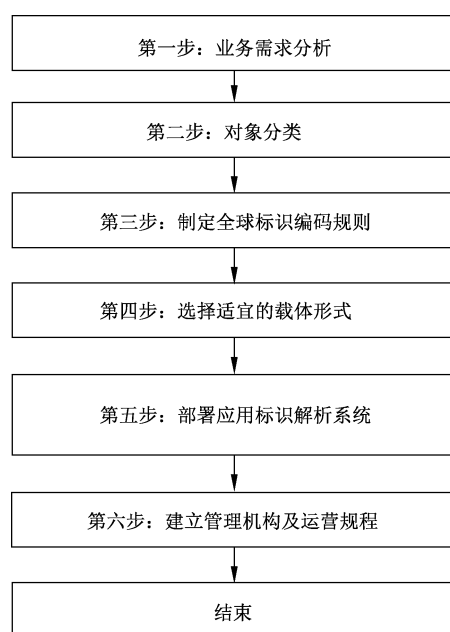 第一步：业务需求分析
第二步：对象分类
第三步：制定全球标识编码规则
第四步：选择适宜的载体形式
第五步：部署应用标识解析系统
第六步：建立管理机构及运营规程
结束